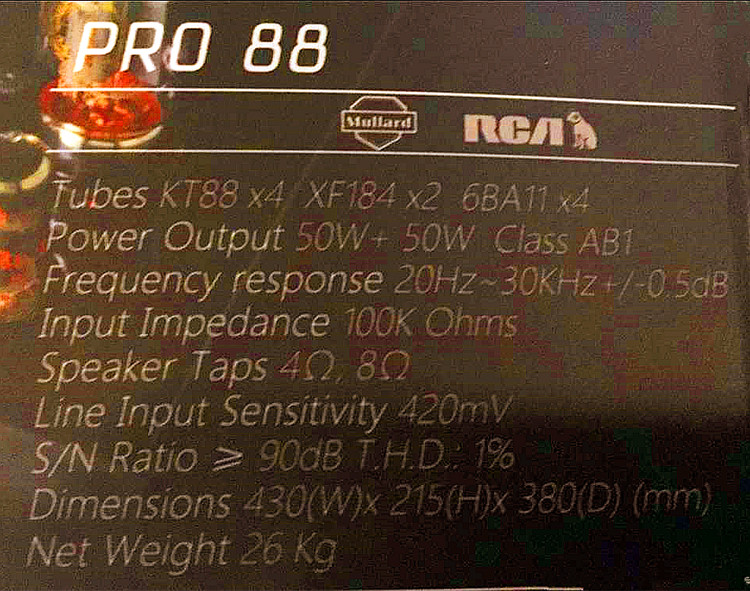 PRO 88
Mullard RCA
Tubes KT88 x4 XF184 x2 6BA11 x4
Power Output 50W+ 50W Class AB1
Frequency response 20Hz~30KHz+/-0.5dB
Input Impedance 100K Ohms
Speaker Taps 4Ω, 8Ω
Line Input Sensitivity 420mV
S/N Ratio ⩾ 90dB T.H.D.: 1%
Dimensions 430(W)x 215(H)x 380(D) (mm)
Net Weight 26 Kg